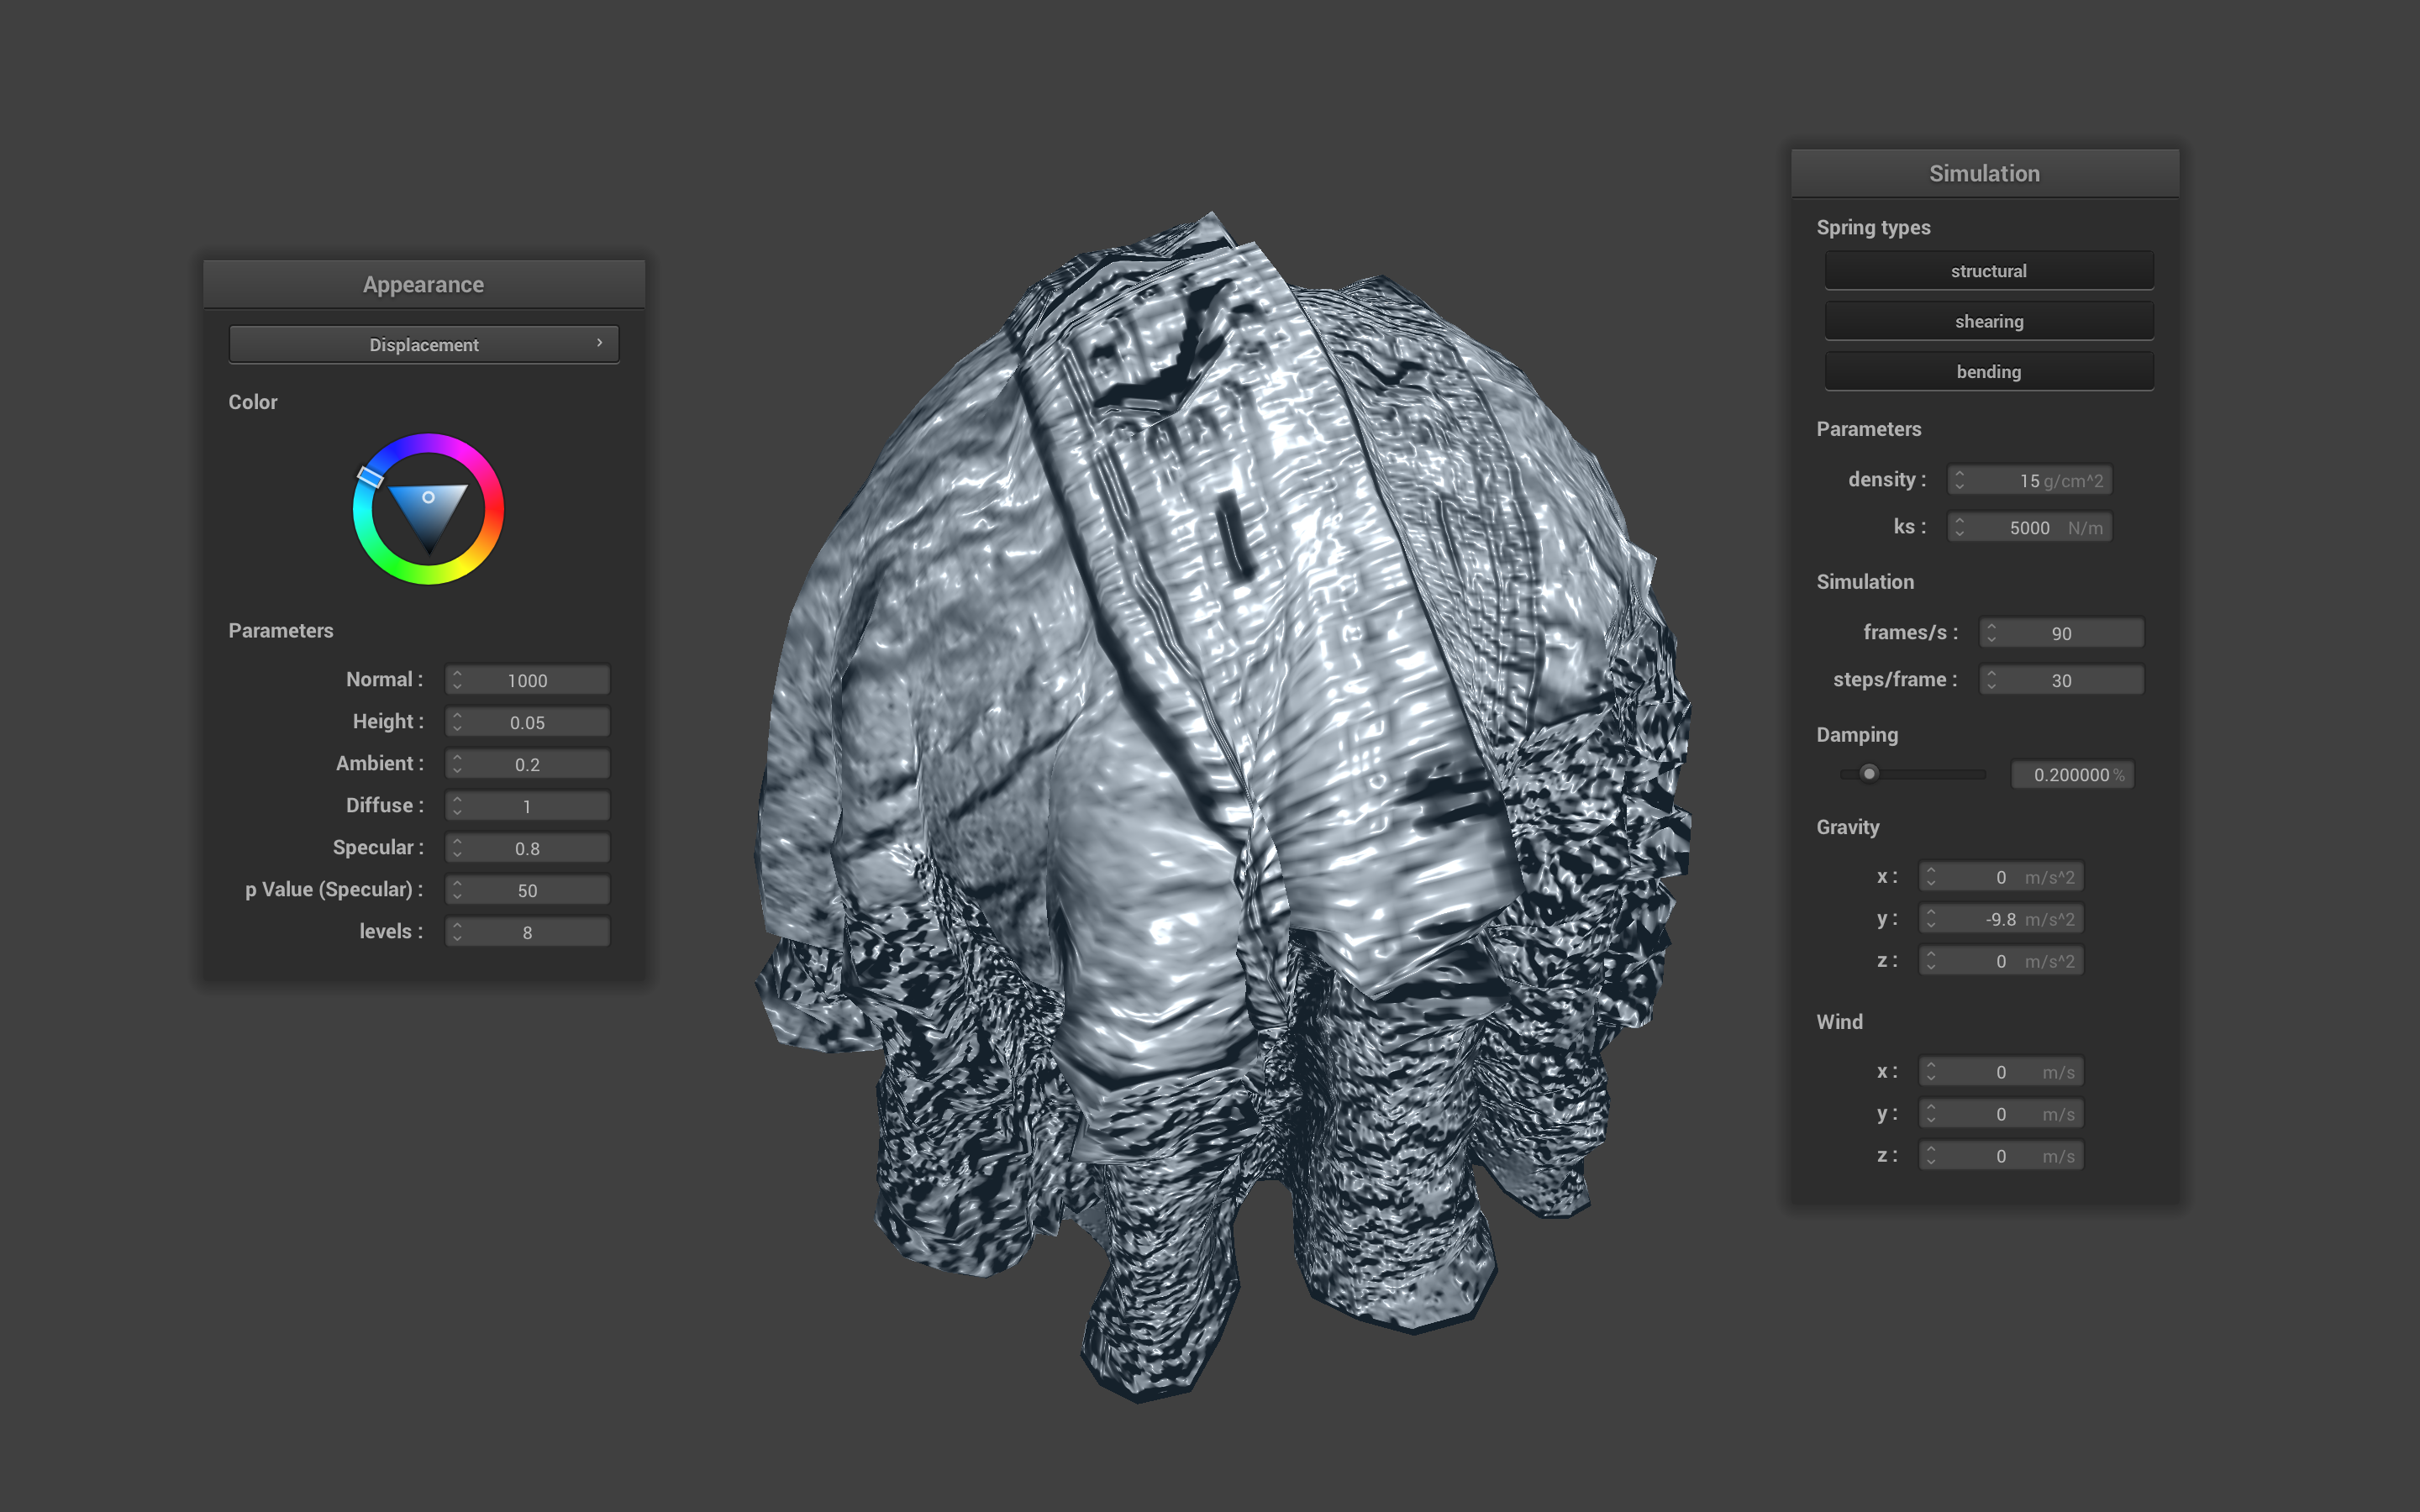 Appearance
Displacement
Color
Parameters
Normal : 1000
Height : 0.05
Ambient : 0.2
Diffuse : 1
Specular : 0.8
p Value (Specular) : 50
levels : 8
Simulation
Spring types
structural
shearing
bending
Parameters
density : 15 g/cm^2
ks : 5000 N/m
Simulation
frames/s : 90
steps/frame : 30
Damping
0.200000 %
Gravity
x : 0 m/s^2
y : -9.8 m/s^2
z : 0 m/s^2
Wind
x : 0 m/s
y : 0 m/s
z : 0 m/s